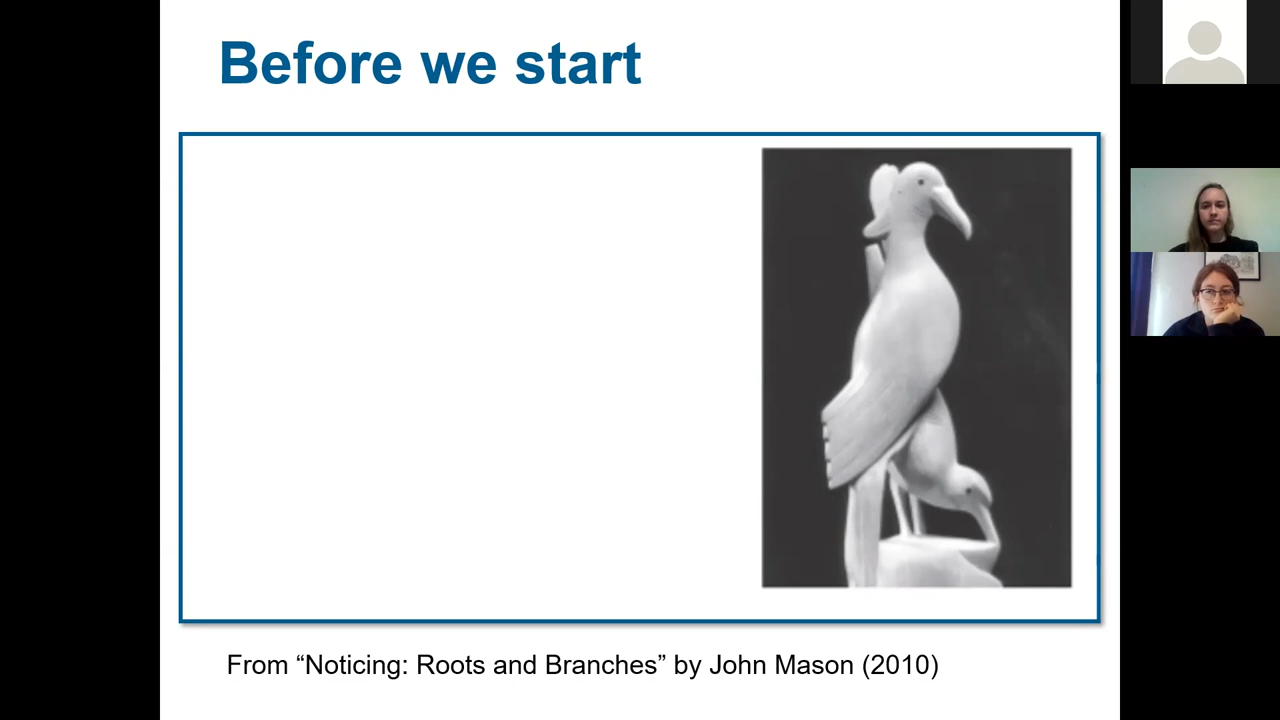 Before we start
From “Noticing: Roots and Branches” by John Mason (2010)